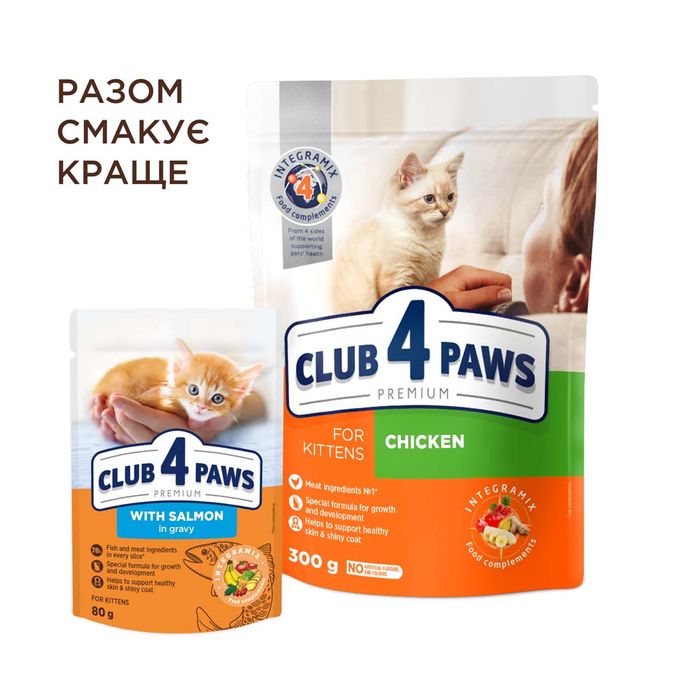 РАЗОМ
СМАКУЄ
КРАЩЕ
INTEGRAMIX
4
Food complements
From 4 sides
of the world
supporting
pets' health
CLUB 4 PAWS
PREMIUM
FOR
KITTENS
CHICKEN
Meat ingredients №1*
Special formula for growth
and development
Helps to support healthy
skin & shiny coat
300 g
NO ARTIFICIAL FLAVOURS
AND COLOURS
INTEGRAMIX
Food complements
CLUB 4 PAWS
PREMIUM
WITH SALMON
in gravy
Fish and meat ingredients
in every slice*
Special formula for growth
and development
Helps to support healthy
skin & shiny coat
FOR KITTENS
80 g
INTEGRAMIX
Food complements